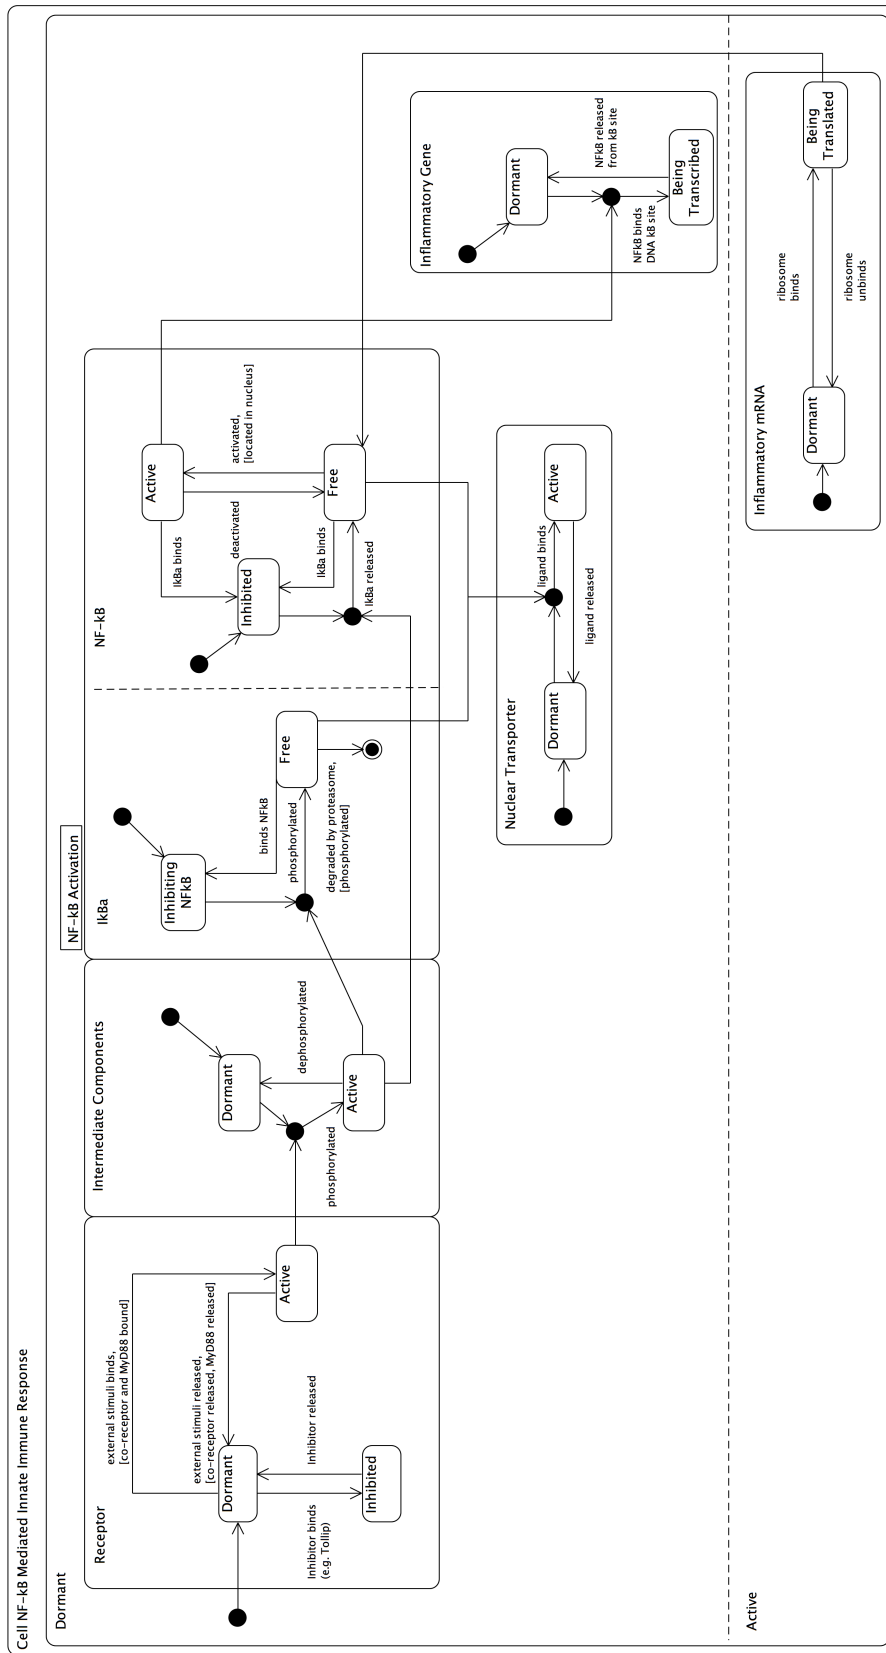 Cell NF-kB Mediated Innate Immune Response
Dormant
Receptor
external stimuli binds,
[co-receptor and MyD88 bound]
external stimuli released,
[co-receptor released, MyD88 released]
Dormant
Active
Inhibitor released
Inhibitor binds
(e.g. Tollip)
Inhibited
Intermediate Components
Dormant
dephosphorylated
phosphorylated
Active
NF-kB Activation
IkBa
Inhibiting
NFkB
binds NFkB
phosphorylated
Free
degraded by proteasome,
[phosphorylated]
NF-kB
Active
IkBa binds
deactivated
activated,
[located in nucleus]
Inhibited
IkBa binds
Free
IkBa released
Nuclear Transporter
Dormant
ligand binds
Active
ligand released
Inflammatory Gene
Dormant
NFkB released
from kB site
NFkB binds
DNA kB site
Being
Transcribed
Active
Inflammatory mRNA
Dormant
ribosome
binds
ribosome
unbinds
Being
Translated